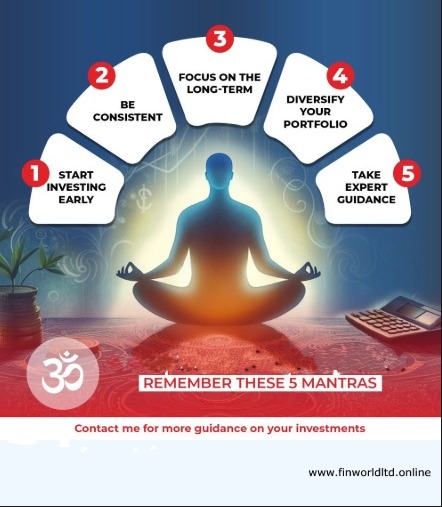 1
START
INVESTING
EARLY
2
BE
CONSISTENT
3
FOCUS ON THE
LONG-TERM
4
DIVERSIFY
YOUR
PORTFOLIO
5
TAKE
EXPERT
GUIDANCE
ॐ
REMEMBER THESE 5 MANTRAS
Contact me for more guidance on your investments
www.finworldltd.online